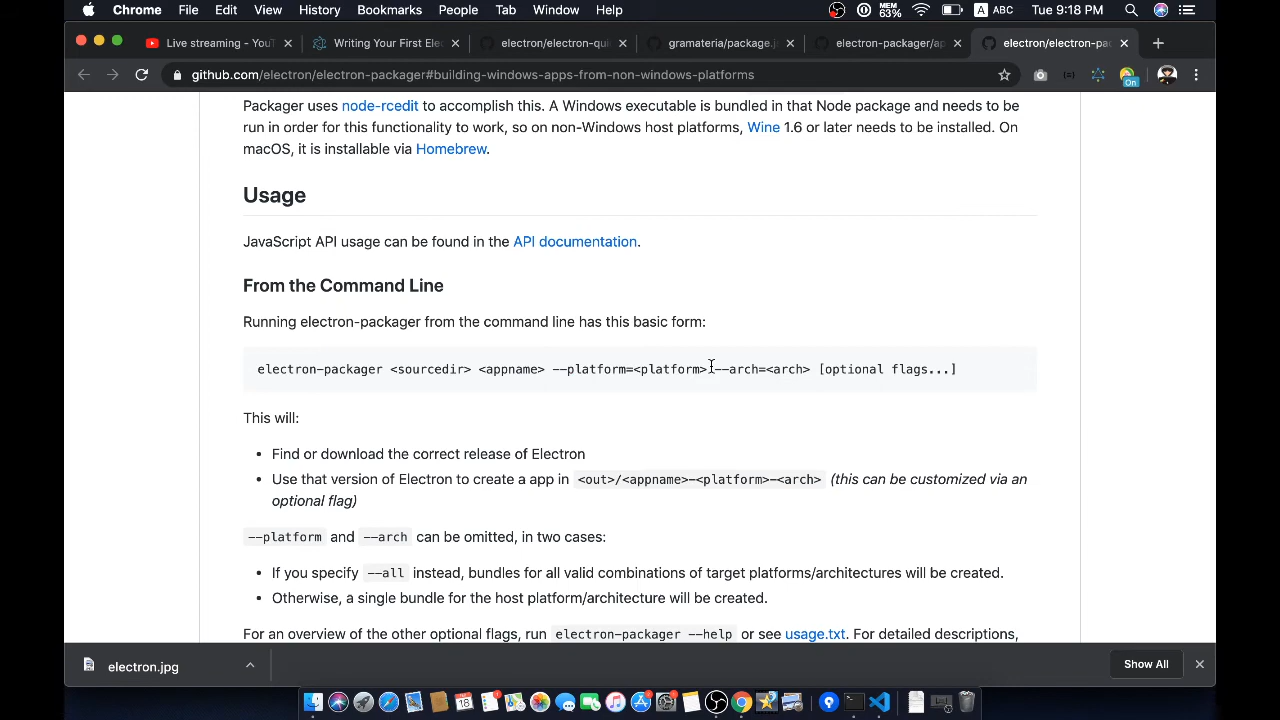 Chrome File Edit View History Bookmarks People Tab Window Help MEM 63% A ABC Tue 9:18 PM
Live streaming - YouT
Writing Your First Elec
electron/electron-qui
gramateria/package.js
electron-packager/ap
electron/electron-pac
github.com/electron/electron-packager#building-windows-apps-from-non-windows-platforms
On
Packager uses node-rcedit to accomplish this. A Windows executable is bundled in that Node package and needs to be
run in order for this functionality to work, so on non-Windows host platforms, Wine 1.6 or later needs to be installed. On
macOS, it is installable via Homebrew.
Usage
JavaScript API usage can be found in the API documentation.
From the Command Line
Running electron-packager from the command line has this basic form:
electron-packager <sourcedir> <appname> --platform=<platform> --arch=<arch> [optional flags...]
This will:
• Find or download the correct release of Electron
• Use that version of Electron to create a app in <out>/<appname>-<platform>-<arch> (this can be customized via an
optional flag)
--platform and --arch can be omitted, in two cases:
• If you specify --all instead, bundles for all valid combinations of target platforms/architectures will be created.
• Otherwise, a single bundle for the host platform/architecture will be created.
For an overview of the other optional flags, run electron-packager --help or see usage.txt. For detailed descriptions,
electron.jpg
Show All